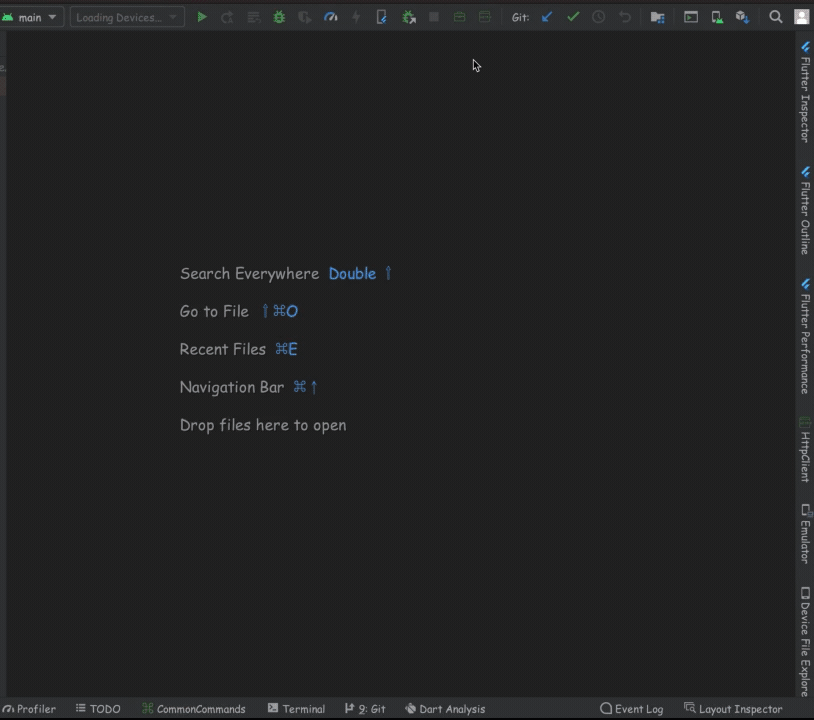 main
Loading Devices...
Git:
Search Everywhere Double ⇧
Go to File ⇧⌘O
Recent Files ⌘E
Navigation Bar ⌘↑
Drop files here to open
Flutter Inspector
Flutter Outline
Flutter Performance
HttpClient
Emulator
Device File Explore
Profiler
TODO
CommonCommands
Terminal
9: Git
Dart Analysis
Event Log
Layout Inspector